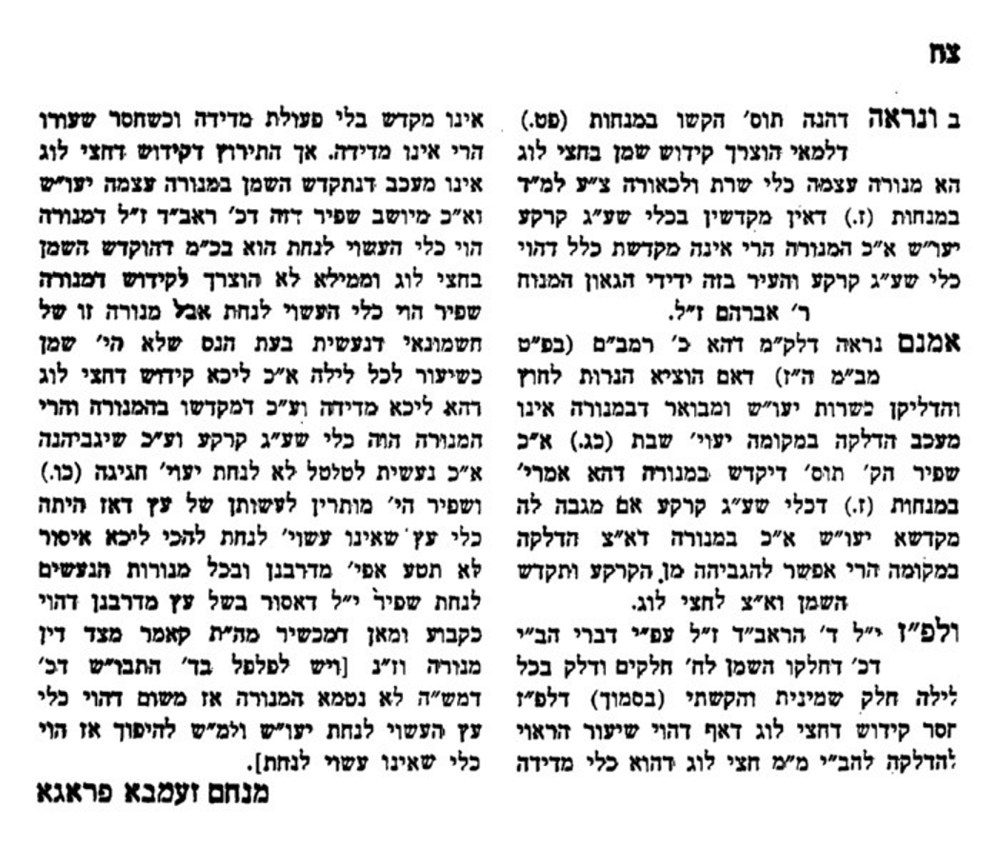 צח
ב ונראה דהנה תוס׳ הקשו במנחות (פט.)
דלמאי הוצרך קידוש שמן בחצי לוג
הא מנורה עצמה כלי שרת ולכאורה צ״ע למ״ד
במנחות (ז.) דאין מקדשין בכלי שע״ג קרקע
יעו״ש א״כ המנורה הרי אינה מקדשת כלל דהוי
כלי שע״ג קרקע והעיר בזה ידידי הגאון המנוח
ר׳ אברהם ז״ל.
אמנם נראה דלק״מ דהא כ׳ רמב״ם (בפ״ט
מב״מ ה״ז) דאם הוציא הנרות לחוץ
והדליקן כשרות יעו״ש ומבואר דבמנורה אינו
מעכב הדלקה במקומה יעוי׳ שבת (כג.) א״כ
שפיר הק׳ תוס׳ דיקדש במנורה דהא אמרי׳
במנחות (ז.) דכלי שע״ג קרקע אם מגבה לה
מקדשא יעו״ש א״כ במנורה דא״צ הדלקה
במקומה הרי אפשר להגביהה מן הקרקע ותקדש
השמן וא״צ לחצי לוג.
ולפ״ז י״ל ד׳ הראב״ד ז״ל עפ״י דברי הב״י
דכ׳ דחלקו השמן לח׳ חלקים ודלק בכל
לילה חלק שמינית והקשתי (בסמוך) דלפ״ז
חסר קידוש דחצי לוג דאף דהוי שיעור הראוי
להדלקה להב״י מ״מ חצי לוג דהוא כלי מדידה
אינו מקדש בלי פעולת מדידה וכשחסר שעורו
הרי אינו מדידה. אך התירוץ דקידוש דחצי לוג
אינו מעכב דנתקדש השמן במנורה עצמה יעו״ש
וא״כ מיושב שפיר דזה דכ׳ ראב״ד ז״ל דמנורה
הוי כלי העשוי לנחת הוא בכ״מ דהוקדש השמן
בחצי לוג וממילא לא הוצרך לקידוש דמנורה
שפיר הוי כלי העשוי לנחת אבל מנורה זו של
חשמונאי דנעשית בעת הנס שלא הי׳ שמן
כשיעור לכל לילה א״כ ליכא קידוש דחצי לוג
דהא ליכא מדידה וע״כ דמקדשו בהמנורה והרי
המנורה הוה כלי שע״ג קרקע וע״כ שיגביהנה
א״כ נעשית לטלטל לא לנחת יעוי׳ חגיגה (כו.)
ושפיר הי׳ מותרין לעשותן של עץ דאז היתה
כלי עץ שאינו עשוי׳ לנחת להכי ליכא איסור
לא תטע אפי׳ מדרבנן ובכל מנורות הנעשים
לנחת שפיר י״ל דאסור בשל עץ מדרבנן דהוי
כקבוע ומאן דמכשיר מה״ת קאמר מצד דין
מנורה וז״נ [ויש לפלפל בד׳ התבו״ש דכ׳
דמש״ה לא נטמא המנורה אז משום דהוי כלי
עץ העשוי לנחת יעו״ש ולמ״ש להיפוך אז הוי
כלי שאינו עשוי לנחת].
מנחם זעמבא פראגא